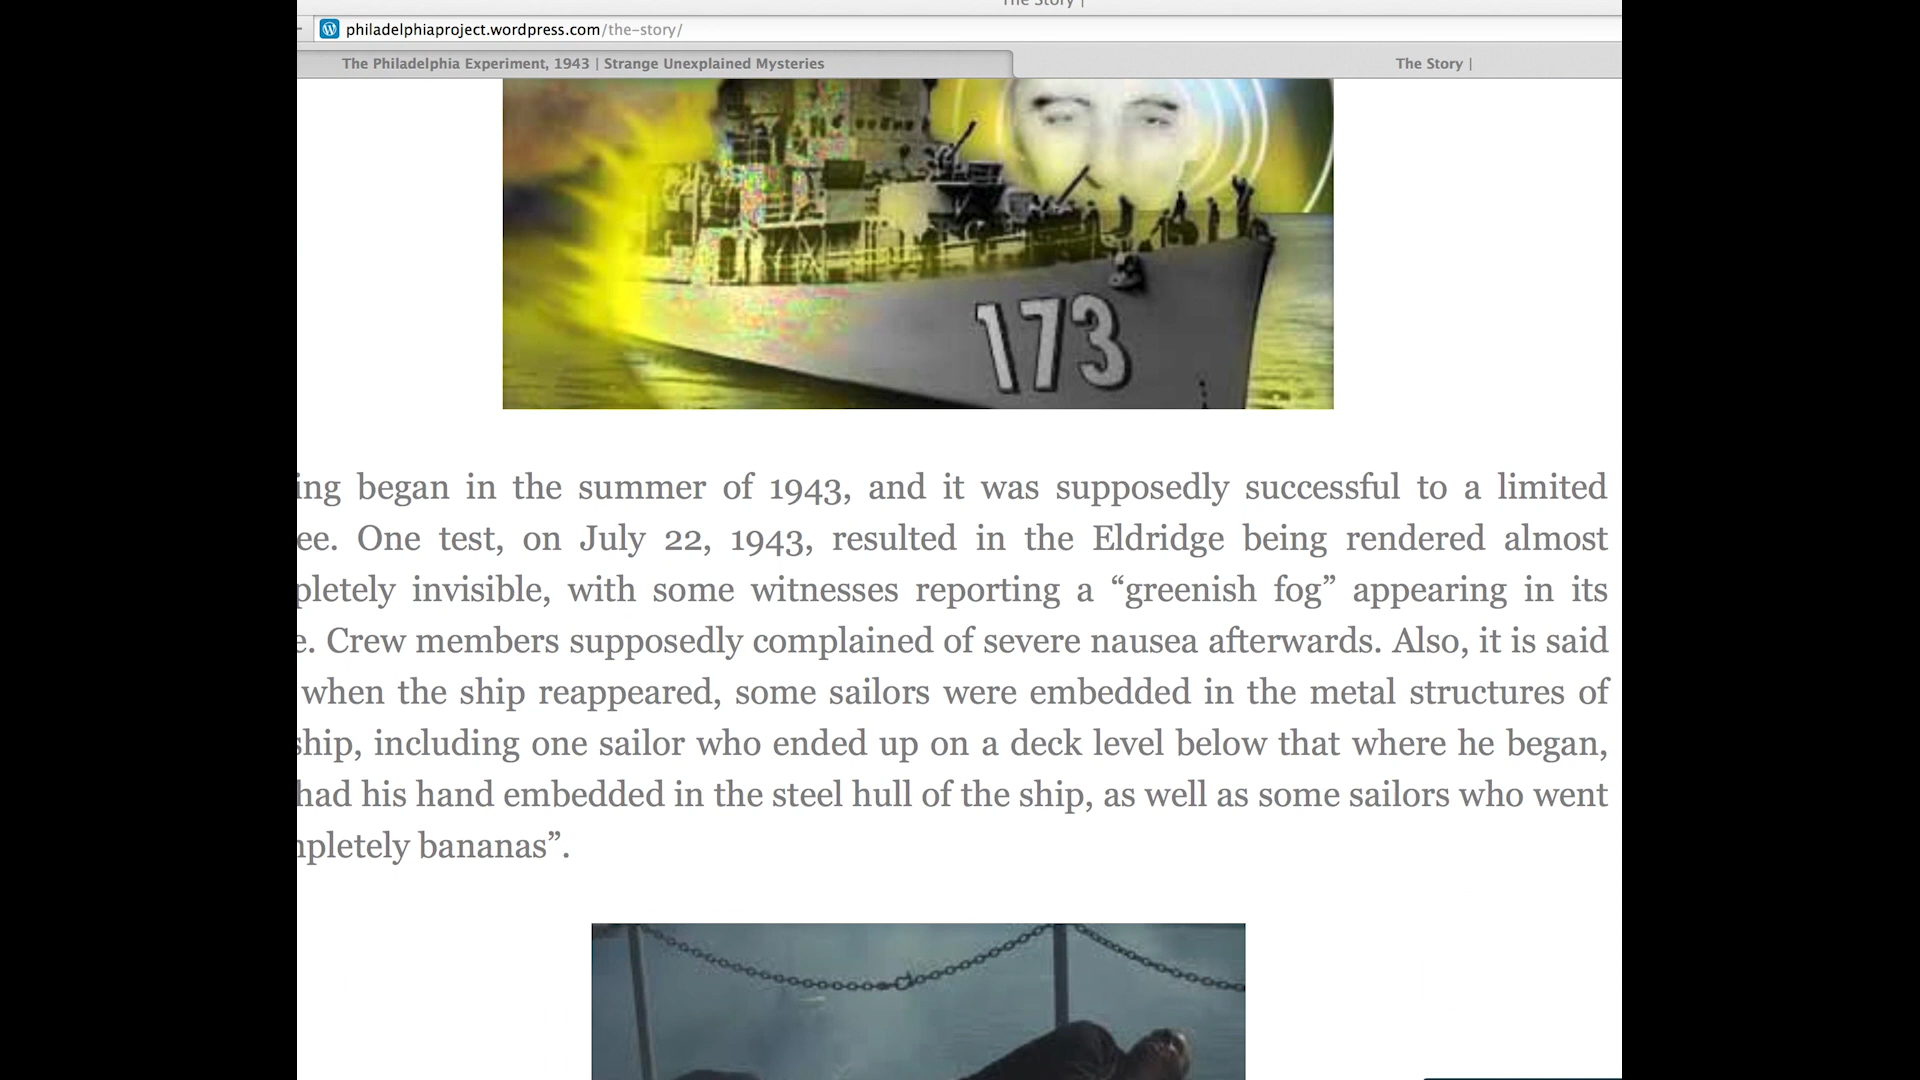 The Story |
philadelphiaproject.wordpress.com/the-story/
The Philadelphia Experiment, 1943 | Strange Unexplained Mysteries
The Story |
173
ing began in the summer of 1943, and it was supposedly successful to a limited
ee. One test, on July 22, 1943, resulted in the Eldridge being rendered almost
pletely invisible, with some witnesses reporting a “greenish fog” appearing in its
e. Crew members supposedly complained of severe nausea afterwards. Also, it is said
when the ship reappeared, some sailors were embedded in the metal structures of
ship, including one sailor who ended up on a deck level below that where he began,
had his hand embedded in the steel hull of the ship, as well as some sailors who went
mpletely bananas”.